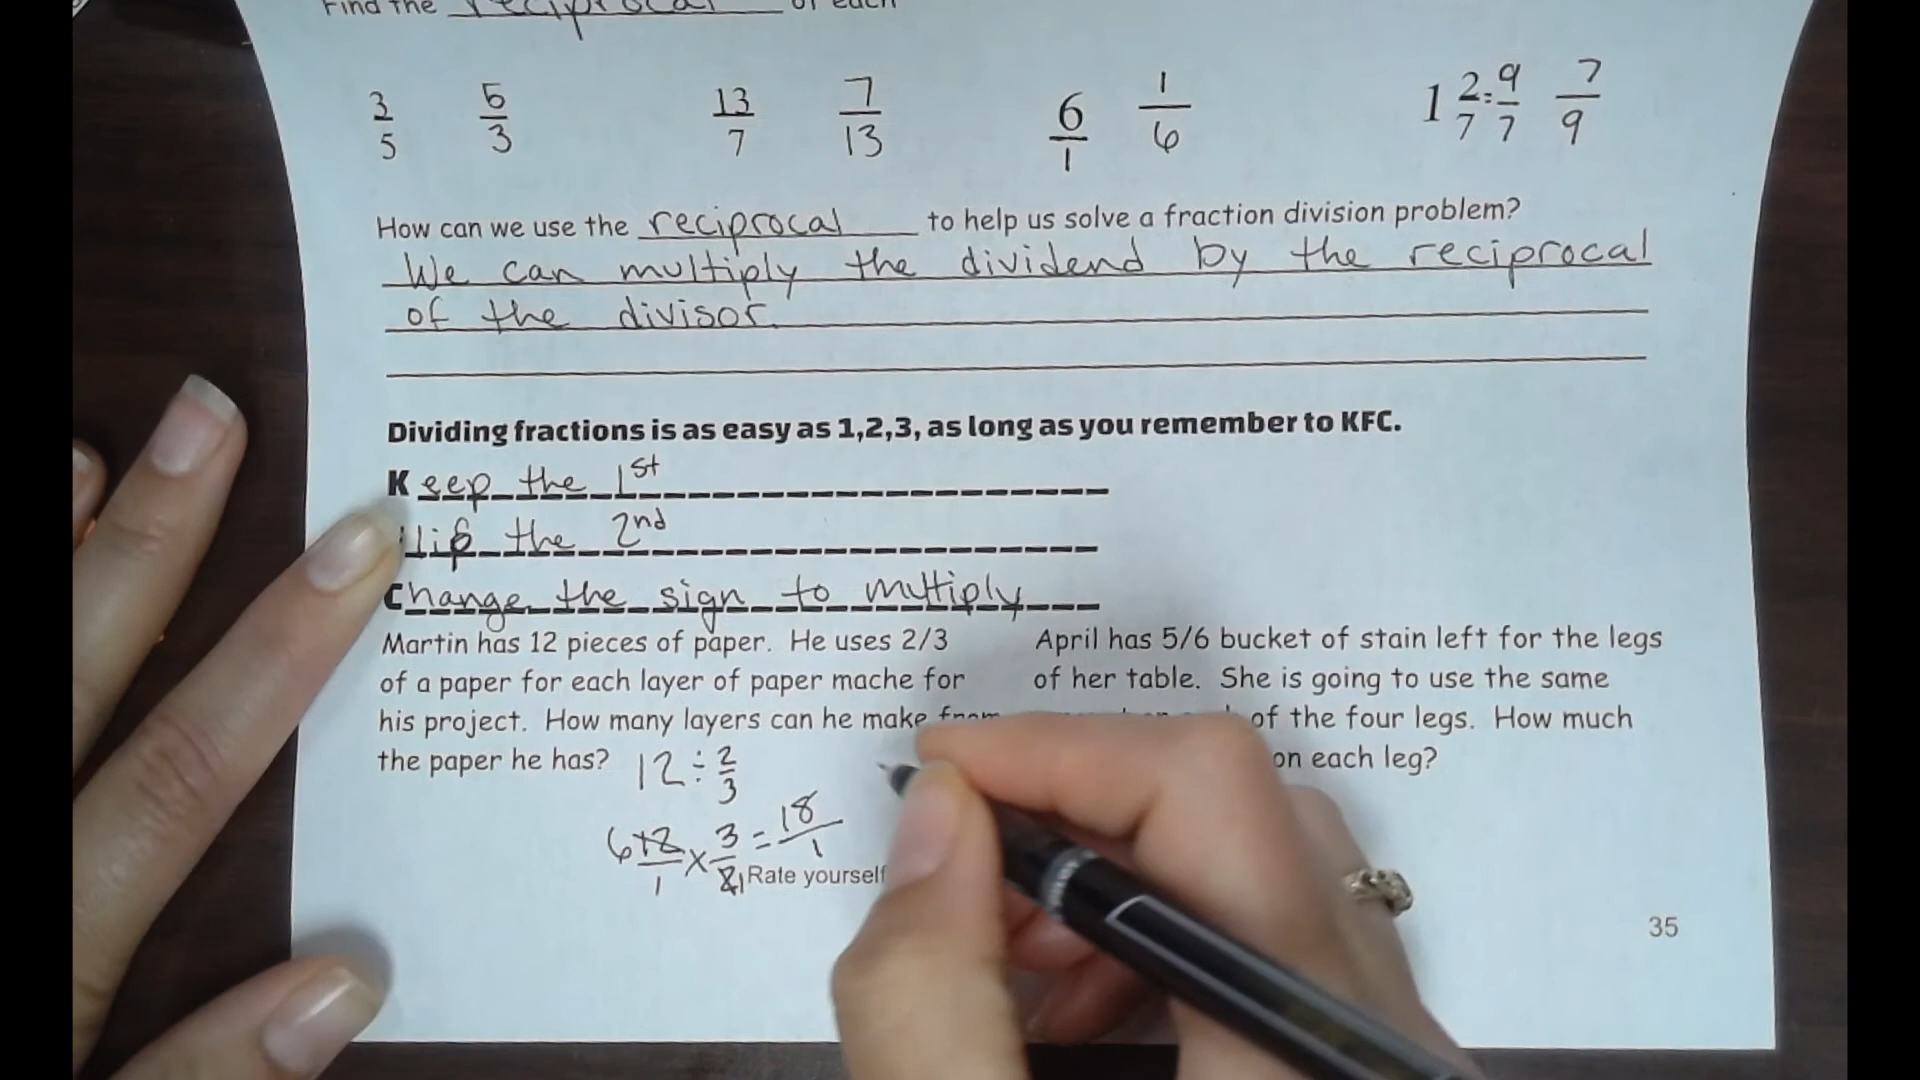 Find the reciprocal of each
3/5 5/3 13/7 7/13 6/1 1/6 1 2/7 = 9/7 7/9
How can we use the reciprocal to help us solve a fraction division problem?
We can multiply the dividend by the reciprocal
of the divisor.
Dividing fractions is as easy as 1,2,3, as long as you remember to KFC.
Keep the 1st
lip the 2nd
Change the sign to multiply
Martin has 12 pieces of paper. He uses 2/3
of a paper for each layer of paper mache for
his project. How many layers can he make from
the paper he has? 12 ÷ 2/3
6 12/1 × 3/2 1 = 18/1
Rate yourself
April has 5/6 bucket of stain left for the legs
of her table. She is going to use the same
of the four legs. How much
on each leg?
35